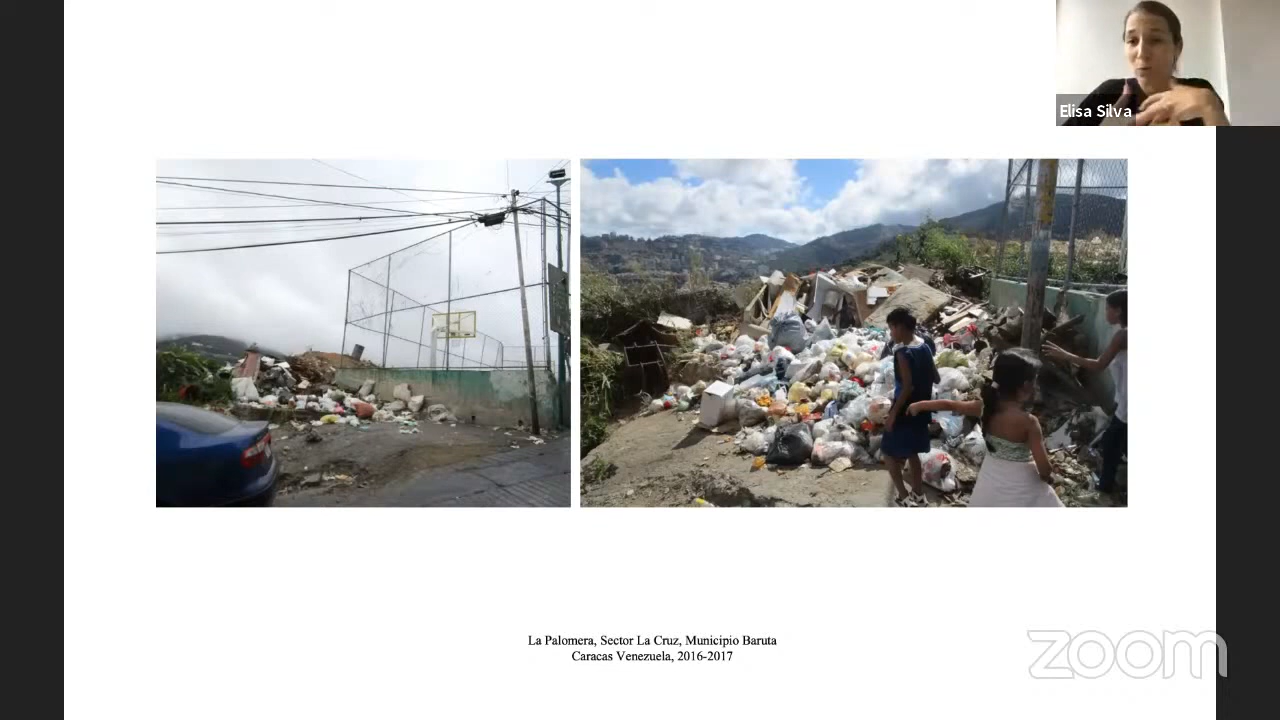 Elisa Silva
La Palomera, Sector La Cruz, Municipio Baruta
Caracas Venezuela, 2016-2017
zoom